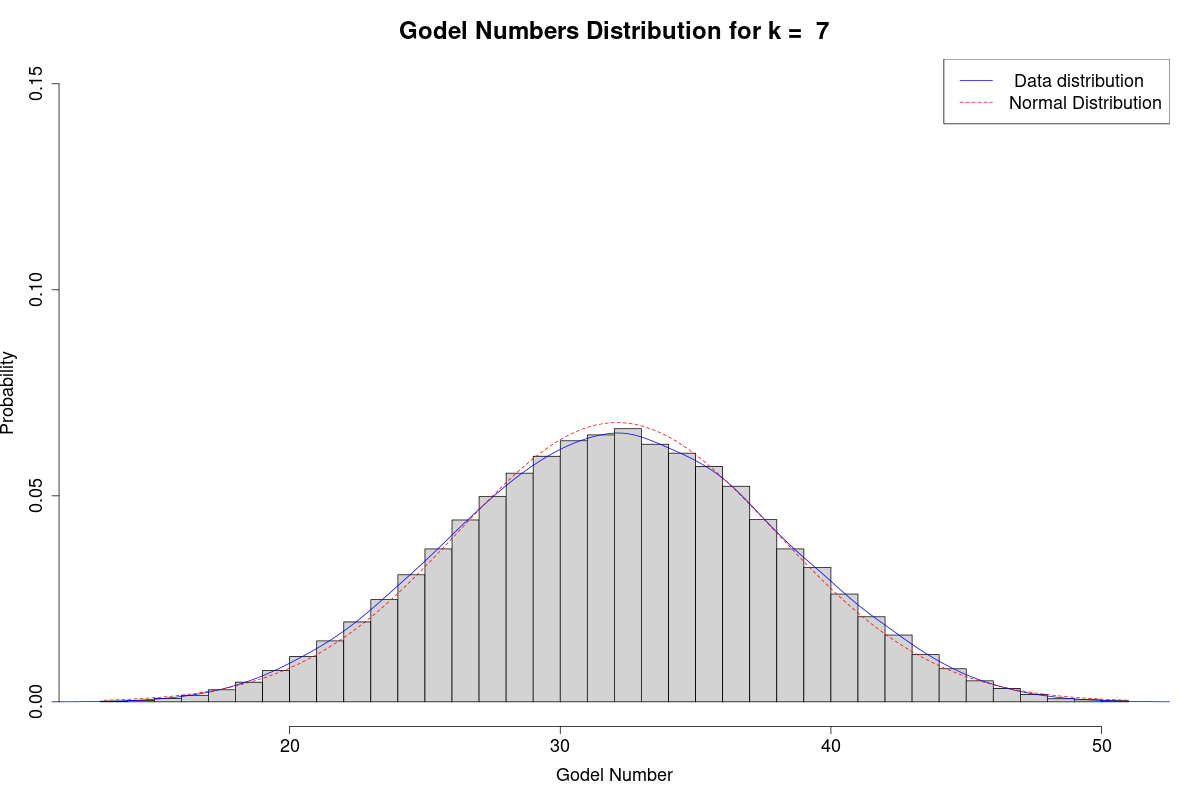 Godel Numbers Distribution for k =  7
Data distribution
Normal Distribution
0.15
0.10
0.05
0.00
Probability
20 30 40 50
Godel Number